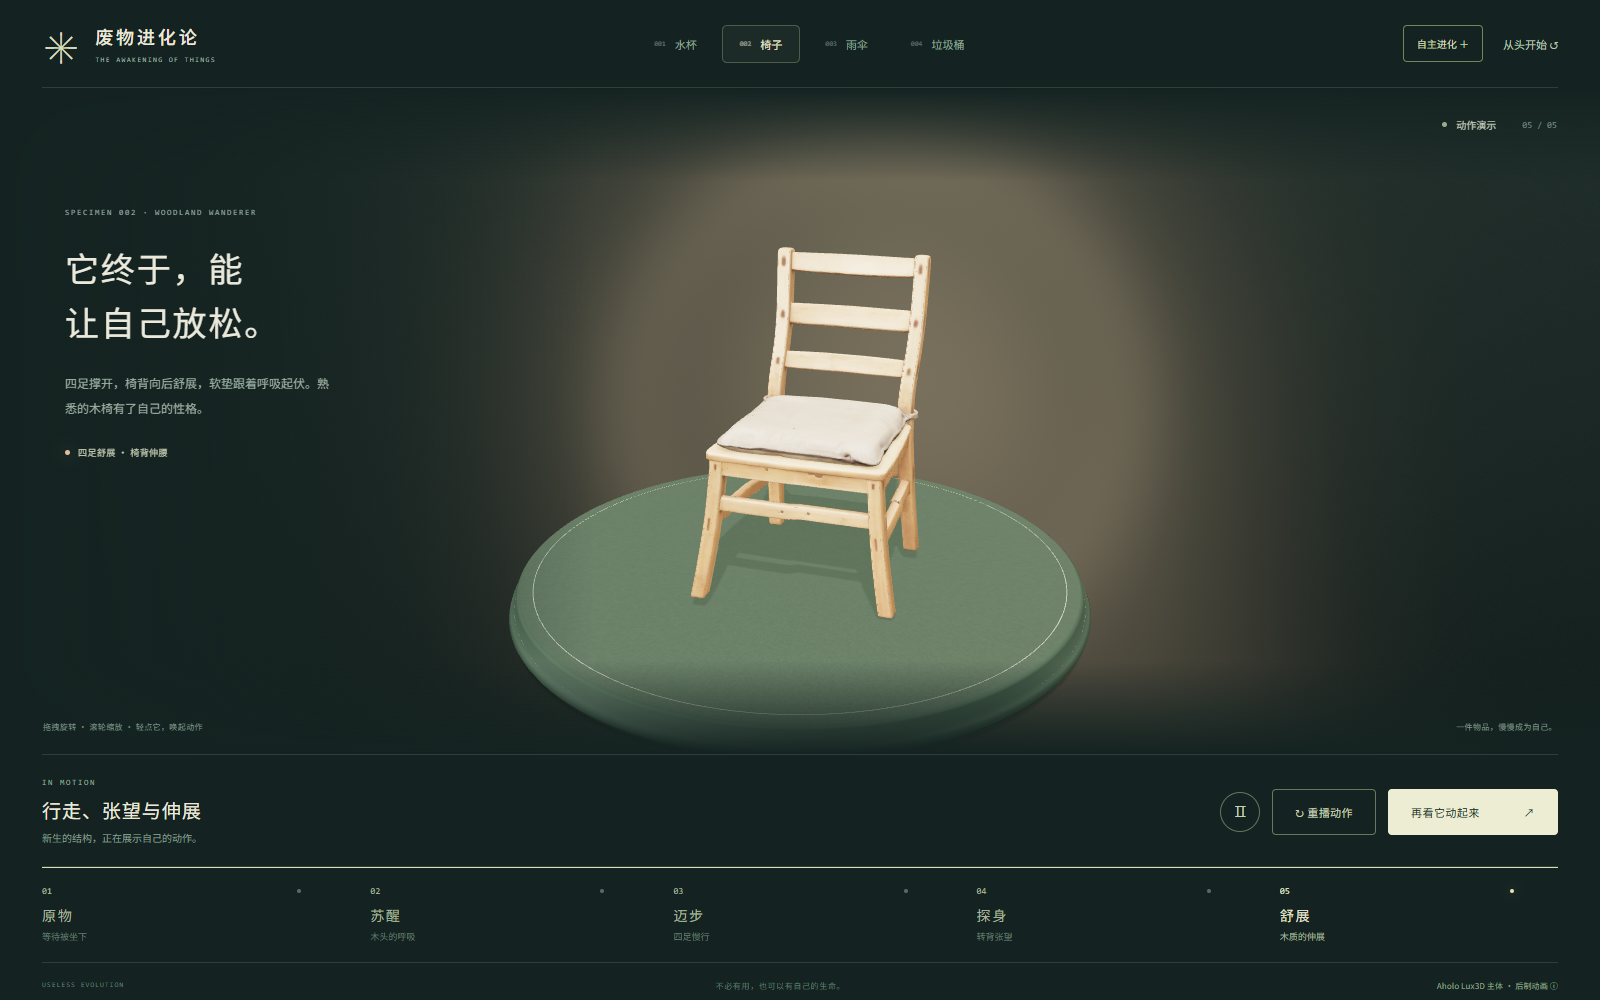 废物进化论
THE AWAKENING OF THINGS
001 水杯
002 椅子
003 雨伞
004 垃圾桶
自主进化 +
从头开始 ↺
动作演示 05 / 05
SPECIMEN 002 · WOODLAND WANDERER
它终于，能
让自己放松。
四足撑开，椅背向后舒展，软垫跟着呼吸起伏。熟
悉的木椅有了自己的性格。
四足舒展 · 椅背伸腰
拖拽旋转 · 滚轮缩放 · 轻点它，唤起动作
一件物品，慢慢成为自己。
IN MOTION
行走、张望与伸展
新生的结构，正在展示自己的动作。
↻ 重播动作
再看它动起来 ↗
01
原物
等待被坐下
02
苏醒
木头的呼吸
03
迈步
四足慢行
04
探身
转背张望
05
舒展
木质的伸展
USELESS EVOLUTION
不必有用，也可以有自己的生命。
Aholo Lux3D 主体 · 后制动画 ⓘ